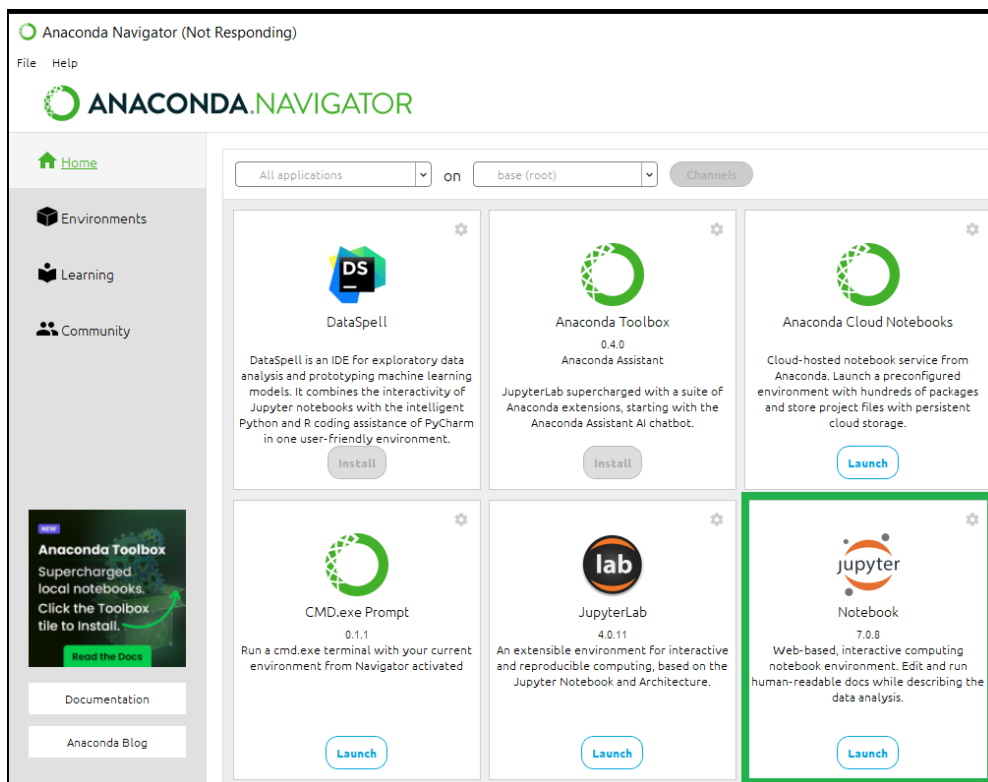 Anaconda Navigator (Not Responding)
File Help
ANACONDA.NAVIGATOR
Home
Environments
Learning
Community
All applications on base (root) Channels
DS
DataSpell
DataSpell is an IDE for exploratory data
analysis and prototyping machine learning
models. It combines the interactivity of
Jupyter notebooks with the intelligent
Python and R coding assistance of PyCharm
in one user-friendly environment.
Install
Anaconda Toolbox
0.4.0
Anaconda Assistant
JupyterLab supercharged with a suite of
Anaconda extensions, starting with the
Anaconda Assistant AI chatbot.
Install
Anaconda Cloud Notebooks
Cloud-hosted notebook service from
Anaconda. Launch a preconfigured
environment with hundreds of packages
and store project files with persistent
cloud storage.
Launch
CMD.exe Prompt
0.1.1
Run a cmd.exe terminal with your current
environment from Navigator activated
Launch
lab
JupyterLab
4.0.11
An extensible environment for interactive
and reproducible computing, based on the
Jupyter Notebook and Architecture.
Launch
jupyter
Notebook
7.0.8
Web-based, interactive computing
notebook environment. Edit and run
human-readable docs while describing the
data analysis.
Launch
NEW
Anaconda Toolbox
Supercharged
local notebooks.
Click the Toolbox
tile to Install.
Read the Docs
Documentation
Anaconda Blog